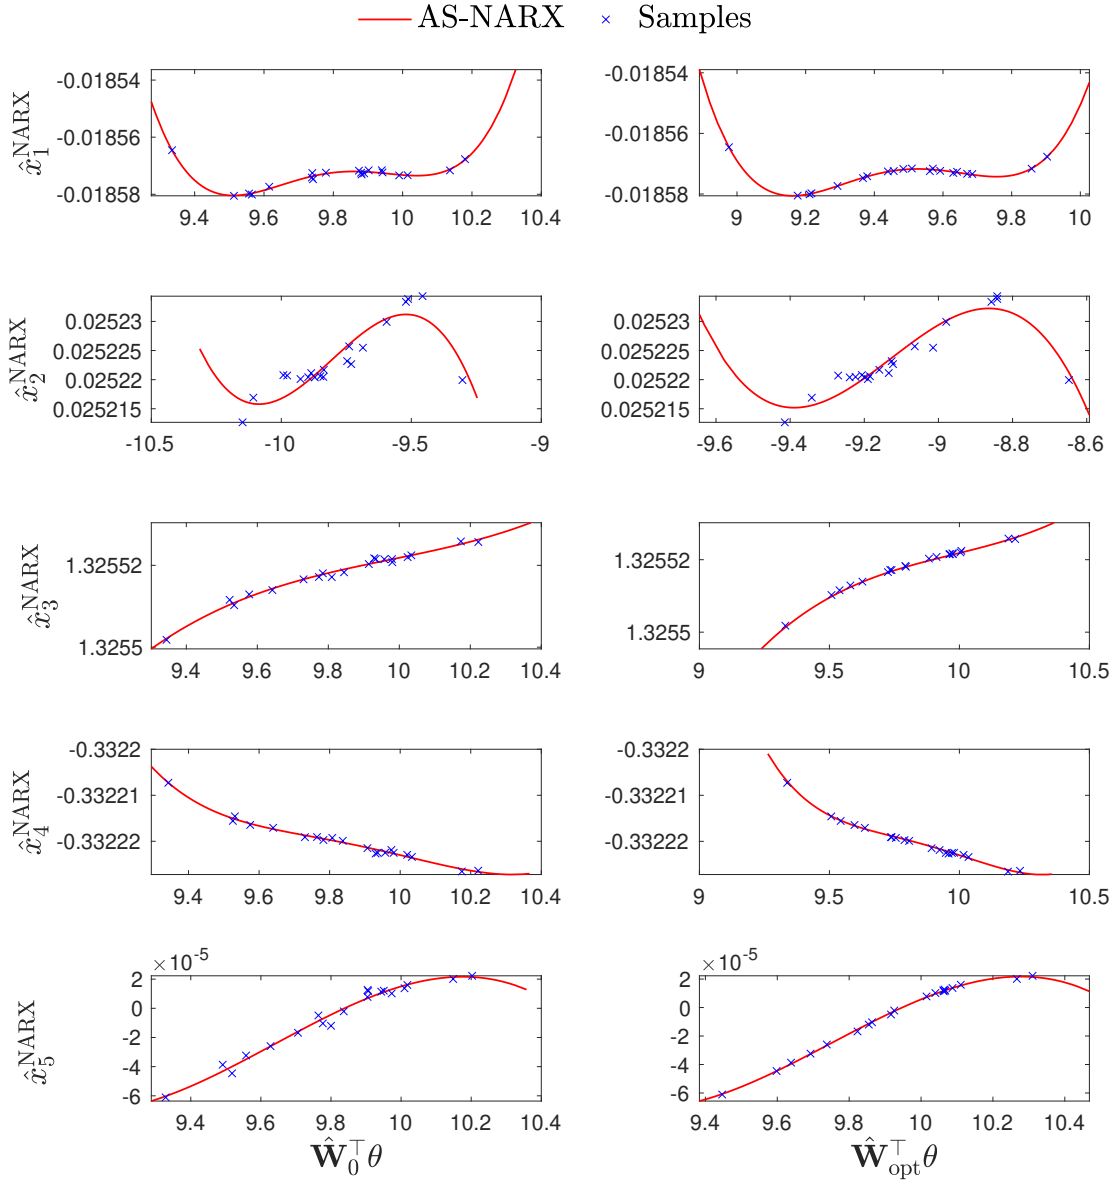 AS-NARX Samples
x̂₁^NARX
-0.01854
-0.01856
-0.01858
9.4 9.6 9.8 10 10.2 10.4
-0.01854
-0.01856
-0.01858
9 9.2 9.4 9.6 9.8 10
x̂₂^NARX
0.02523
0.025225
0.02522
0.025215
-10.5 -10 -9.5 -9
0.02523
0.025225
0.02522
0.025215
-9.6 -9.4 -9.2 -9 -8.8 -8.6
x̂₃^NARX
1.32552
1.3255
9.4 9.6 9.8 10 10.2 10.4
1.32552
1.3255
9 9.5 10 10.5
x̂₄^NARX
-0.3322
-0.33221
-0.33222
9.4 9.6 9.8 10 10.2 10.4
-0.3322
-0.33221
-0.33222
9 9.5 10 10.5
x̂₅^NARX
×10⁻⁵
2
0
-2
-4
-6
9.4 9.6 9.8 10 10.2 10.4
×10⁻⁵
2
0
-2
-4
-6
9.4 9.6 9.8 10 10.2 10.4
Ŵ₀^⊤θ
Ŵ_opt^⊤θ